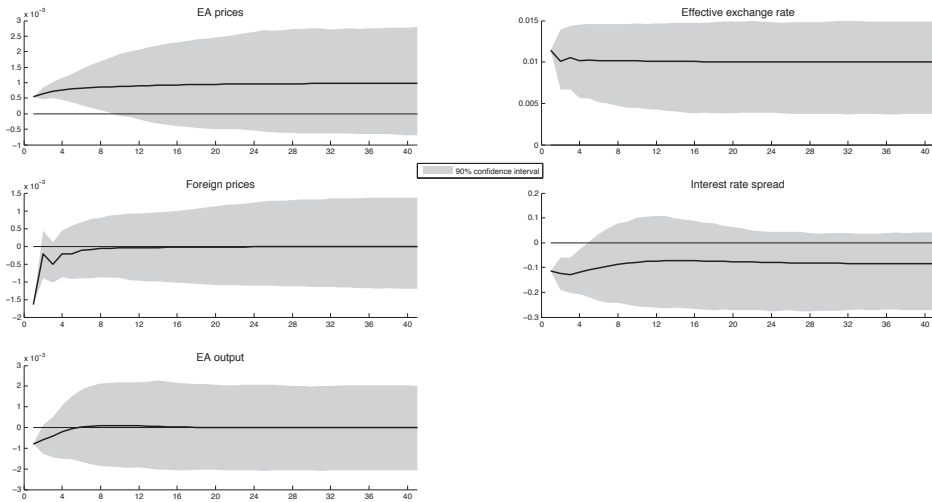 EA prices
x 10⁻³
3
2.5
2
1.5
1
0.5
0
−0.5
−1
0 4 8 12 16 20 24 28 32 36 40
Effective exchange rate
0.015
0.01
0.005
0
0 4 8 12 16 20 24 28 32 36 40
90% confidence interval
Foreign prices
x 10⁻³
1.5
1
0.5
0
−0.5
−1
−1.5
−2
0 4 8 12 16 20 24 28 32 36 40
Interest rate spread
0.2
0.1
0
−0.1
−0.2
−0.3
0 4 8 12 16 20 24 28 32 36 40
EA output
x 10⁻³
3
2
1
0
−1
−2
−3
0 4 8 12 16 20 24 28 32 36 40